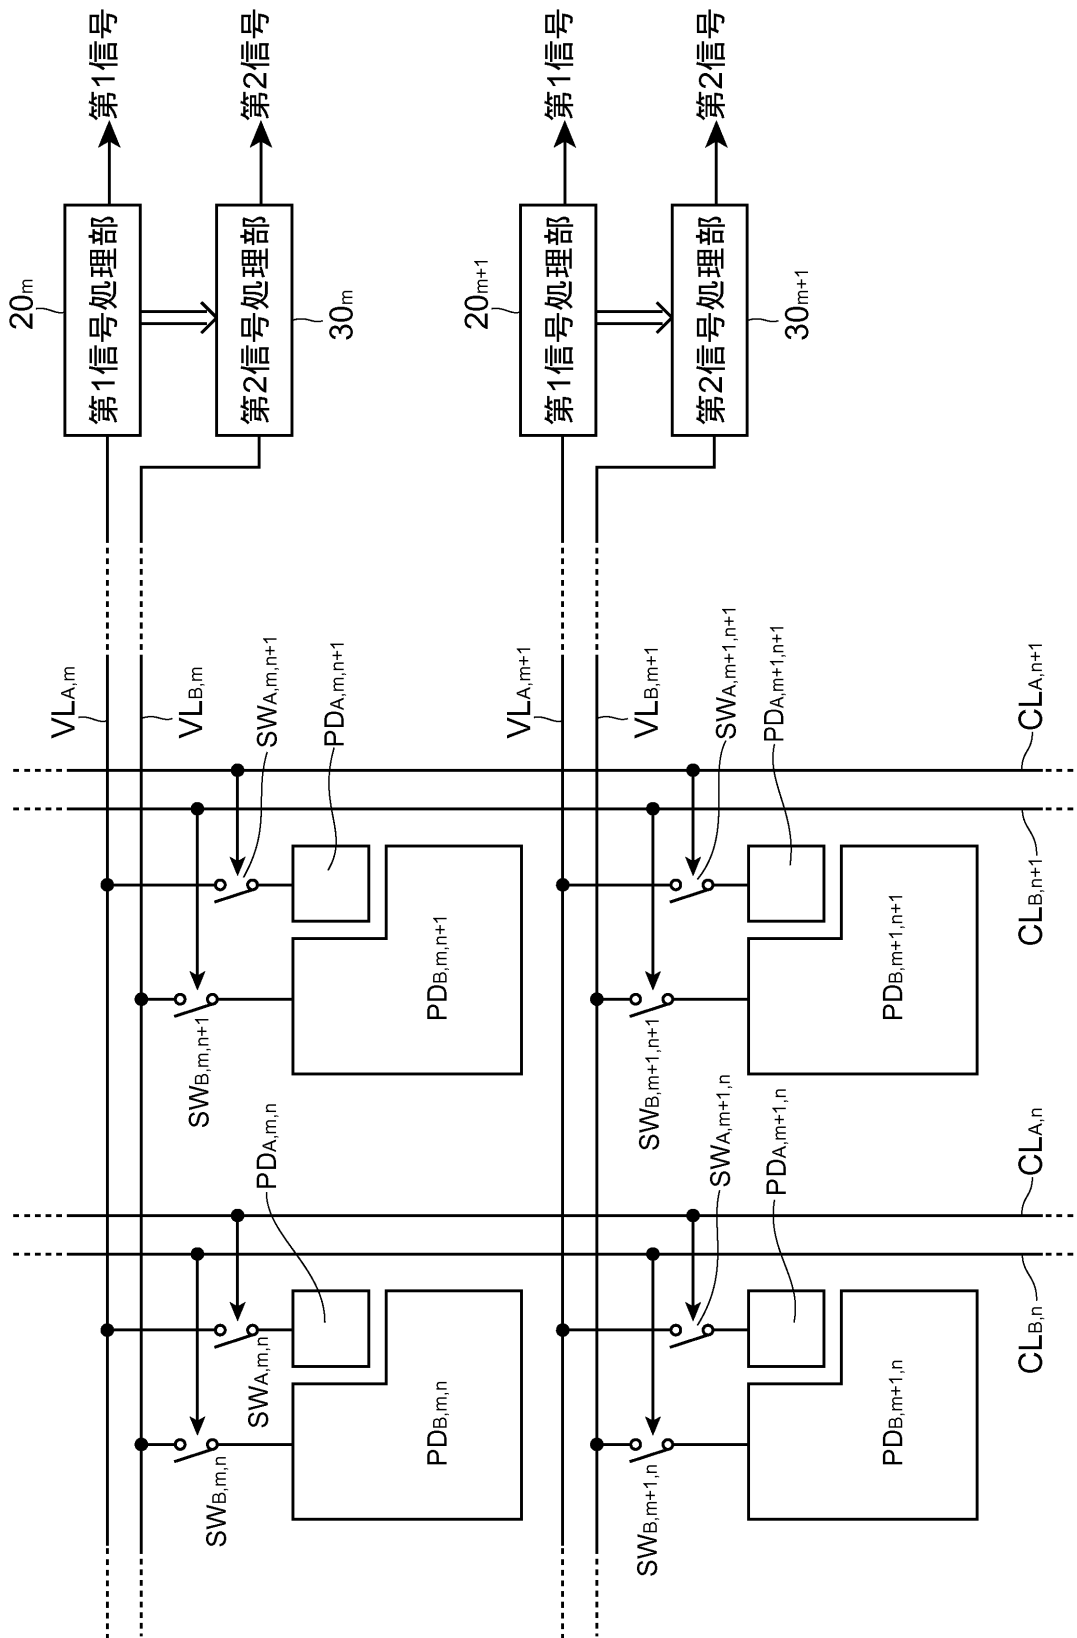 第1信号
第2信号
第1信号
第2信号
20m
第1信号処理部
第2信号処理部
30m
20m+1
第1信号処理部
第2信号処理部
30m+1
VLA,m
VLB,m
SWA,m,n+1
PDA,m,n+1
VLA,m+1
VLB,m+1
SWA,m+1,n+1
PDA,m+1,n+1
CLA,n+1
CLB,n+1
PDB,m,n+1
SWB,m,n+1
PDB,m+1,n+1
SWB,m+1,n+1
PDA,m,n
SWA,m+1,n
PDA,m+1,n
CLA,n
CLB,n
SWA,m,n
SWB,m,n
PDB,m,n
SWB,m+1,n
PDB,m+1,n